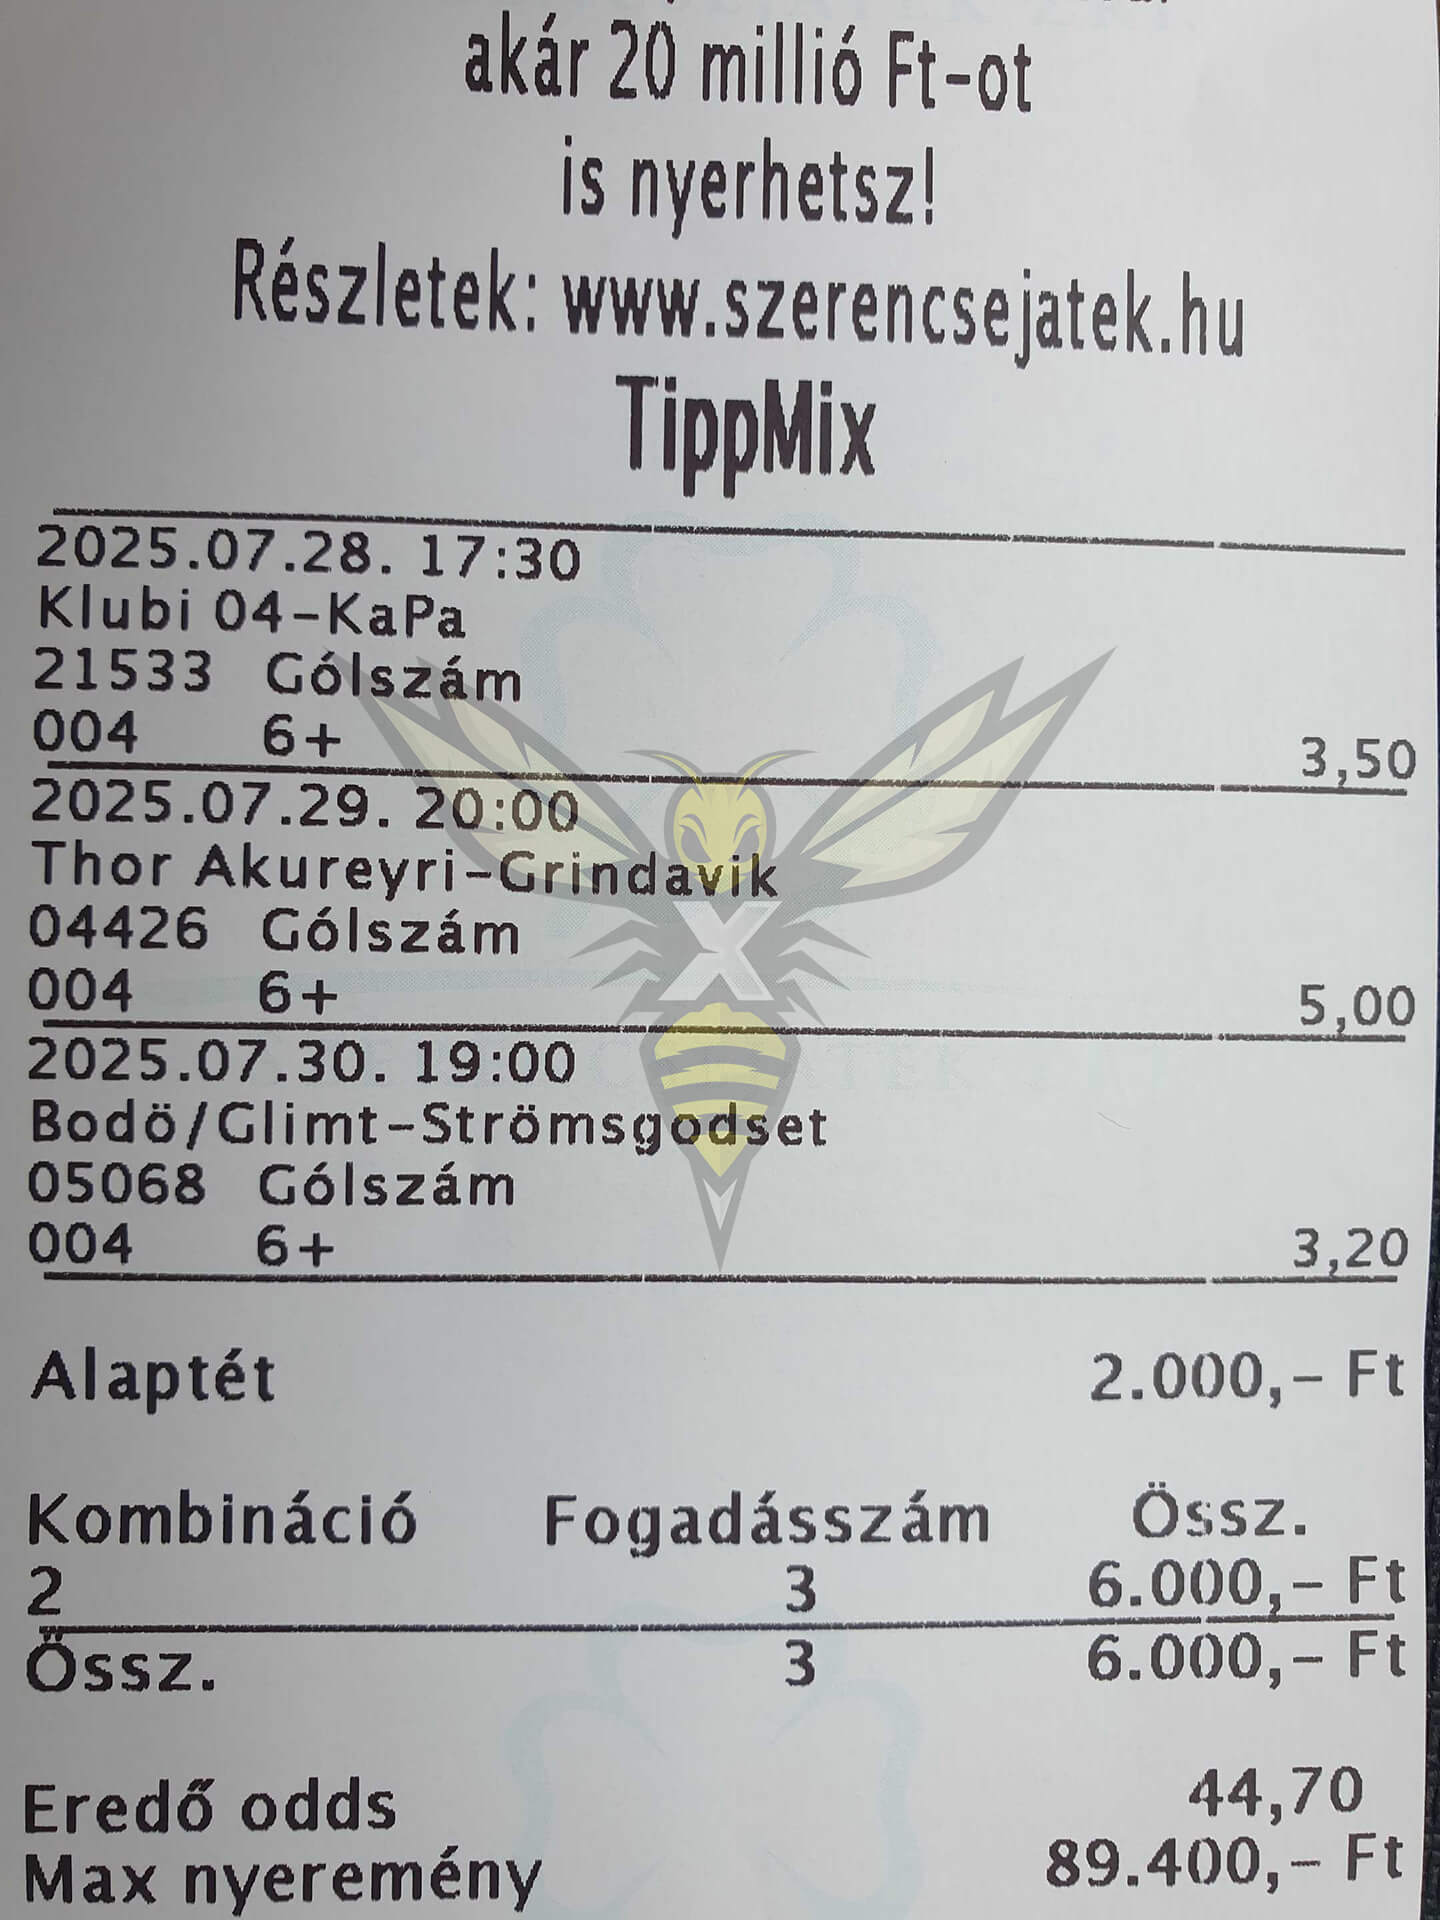 akár 20 millió Ft-ot
is nyerhetsz!
Részletek: www.szerencsejatek.hu
TippMix
2025.07.28. 17:30
Klubi 04-KaPa
21533 Gólszám
004 6+ 3,50
2025.07.29. 20:00
Thor Akureyri-Grindavik
04426 Gólszám
004 6+ 5,00
2025.07.30. 19:00
Bodö/Glimt-Strömsgodset
05068 Gólszám
004 6+ 3,20
Alaptét 2.000,- Ft
Kombináció Fogadásszám Össz.
2 3 6.000,- Ft
Össz. 3 6.000,- Ft
Eredő odds 44,70
Max nyeremény 89.400,- Ft
X